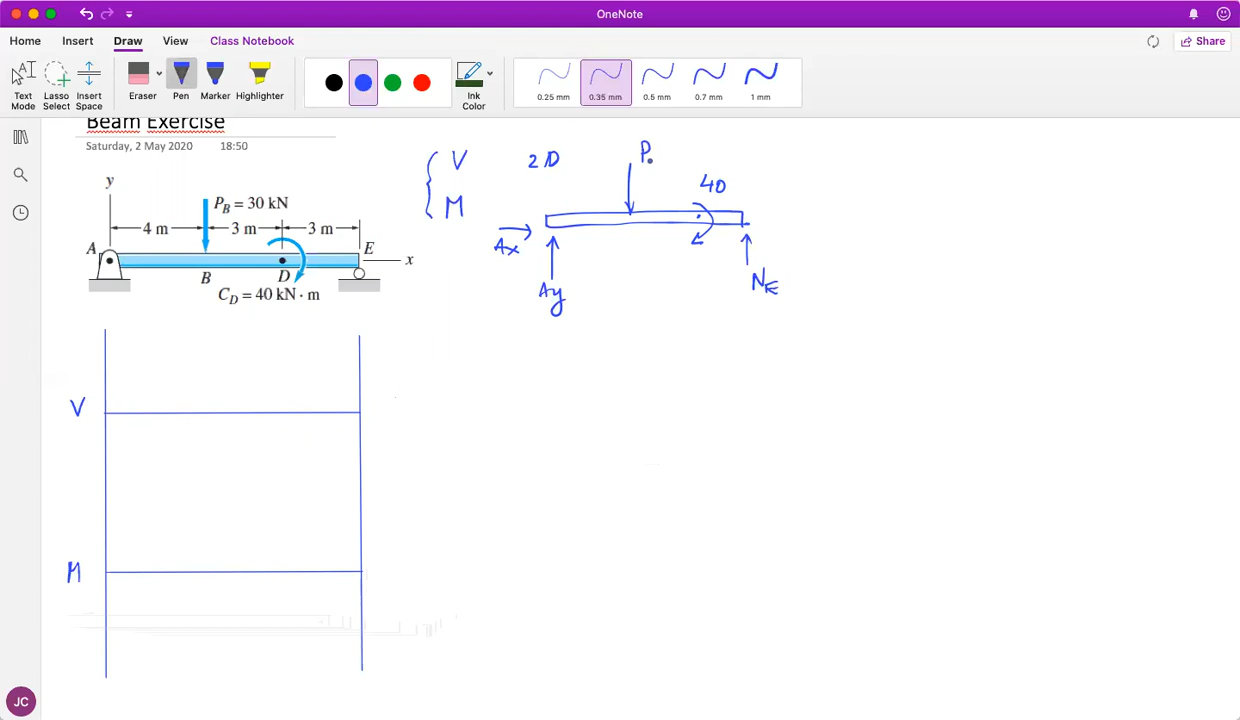 OneNote
Home Insert Draw View Class Notebook
Share
Text Mode
Lasso Select
Insert Space
Eraser
Pen
Marker
Highlighter
Ink Color
0.25 mm
0.35 mm
0.5 mm
0.7 mm
1 mm
Beam Exercise
Saturday, 2 May 2020 18:50
y
P_B = 30 kN
4 m 3 m 3 m
A E
x
B D
C_D = 40 kN · m
V
M
2D
P
40
Ax
Ay
N_E
V
M
JC